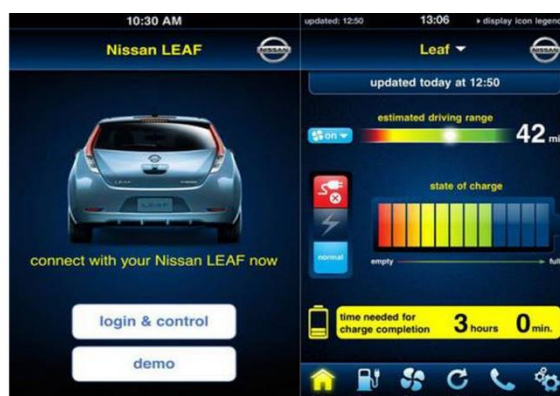 10:30 AM
Nissan LEAF
NISSAN
connect with your Nissan LEAF now
login & control
demo
updated: 12:50
13:06
display icon legend
Leaf
NISSAN
updated today at 12:50
estimated driving range
on
42 mi
state of charge
normal
empty
full
time needed for
charge completion
3 hours 0 min.